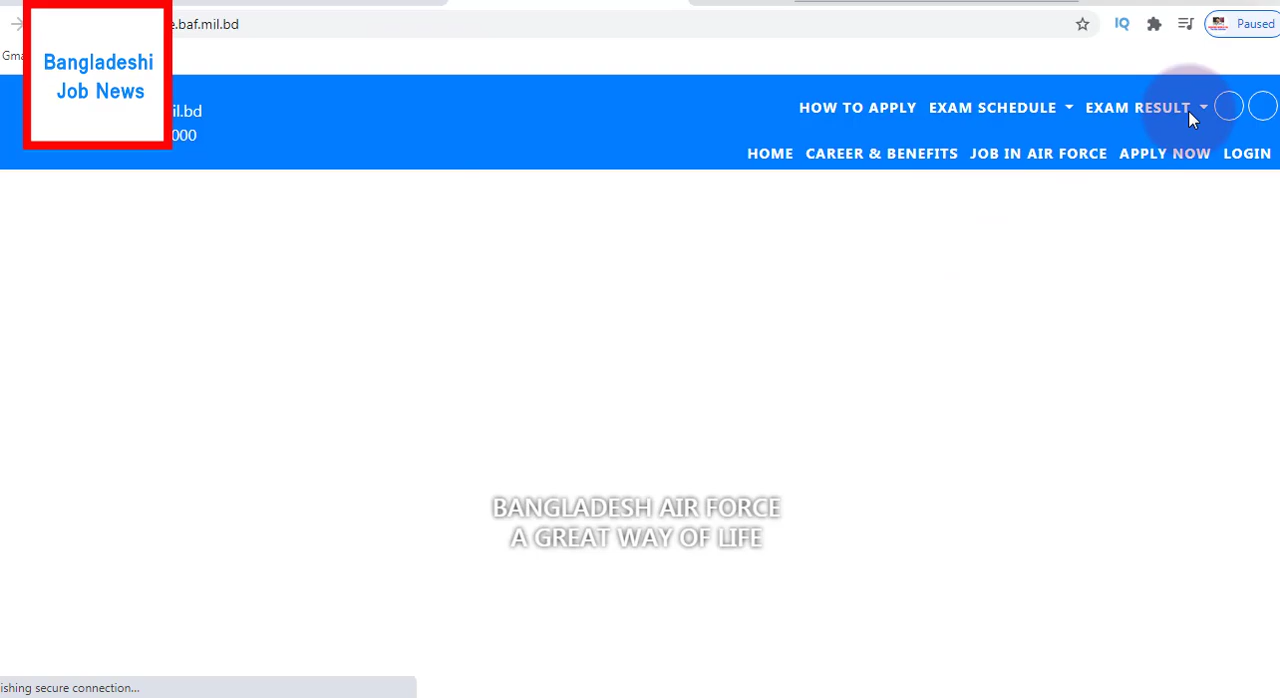 e.baf.mil.bd
IQ
Paused
Gma
Bangladeshi
Job News
il.bd
000
HOW TO APPLY EXAM SCHEDULE EXAM RESULT
HOME CAREER & BENEFITS JOB IN AIR FORCE APPLY NOW LOGIN
BANGLADESH AIR FORCE
A GREAT WAY OF LIFE
ishing secure connection...